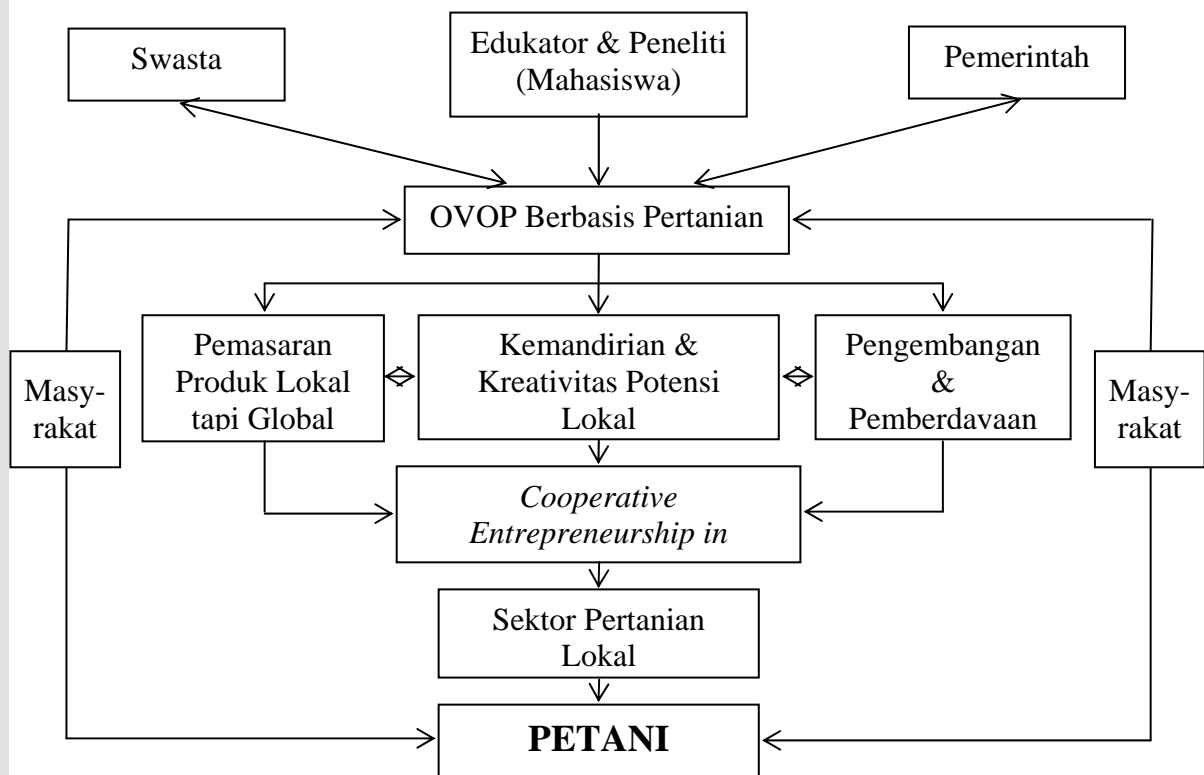 Swasta
Edukator & Peneliti
(Mahasiswa)
Pemerintah
OVOP Berbasis Pertanian
Pemasaran
Produk Lokal
tapi Global
Kemandirian &
Kreativitas Potensi
Lokal
Pengembangan
&
Pemberdayaan
Masy-
rakat
Masy-
rakat
Cooperative
Entrepreneurship in
Sektor Pertanian
Lokal
PETANI